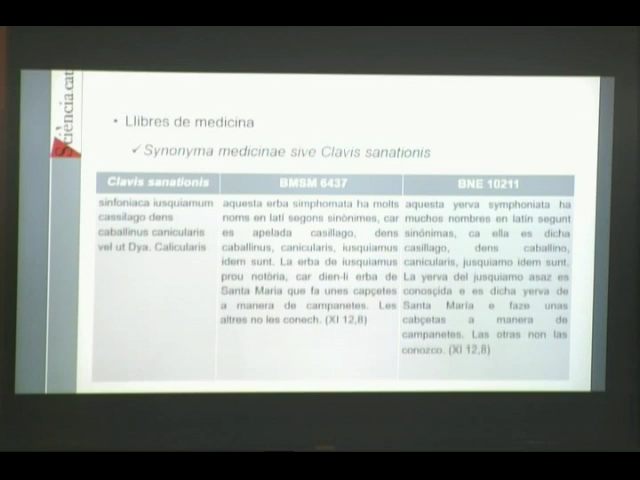 Sciència.cat
• Llibres de medicina
✓ Synonyma medicinae sive Clavis sanationis
Clavis sanationis
sinfoniaca iusquiamum
cassilago dens
caballinus canicularis
vel ut Dya. Calicularis
BMSM 6437
aquesta erba simphomata ha molts
noms en latí segons sinònimes, car
és apelada casillago, dens
caballinus, canicularis, iusquiamus
idem sunt. La erba de iusquiamus
prou notòria, car dien-li erba de
Santa Maria que fa unes capçetes
a manera de campanetes. Les
altres no les conech. (XI 12,8)
BNE 10211
aquesta yerva symphoniata ha
muchos nombres en latin segunt
sinónimas, ca ella es dicha
casillago, dens caballino,
canicularis, jusquiamo idem sunt.
La yerva del jusquiamo asaz es
conosçida e es dicha yerva de
Santa María e faze unas
cabçetas a manera de
campanetes. Las otras non las
conozco. (XI 12,8)